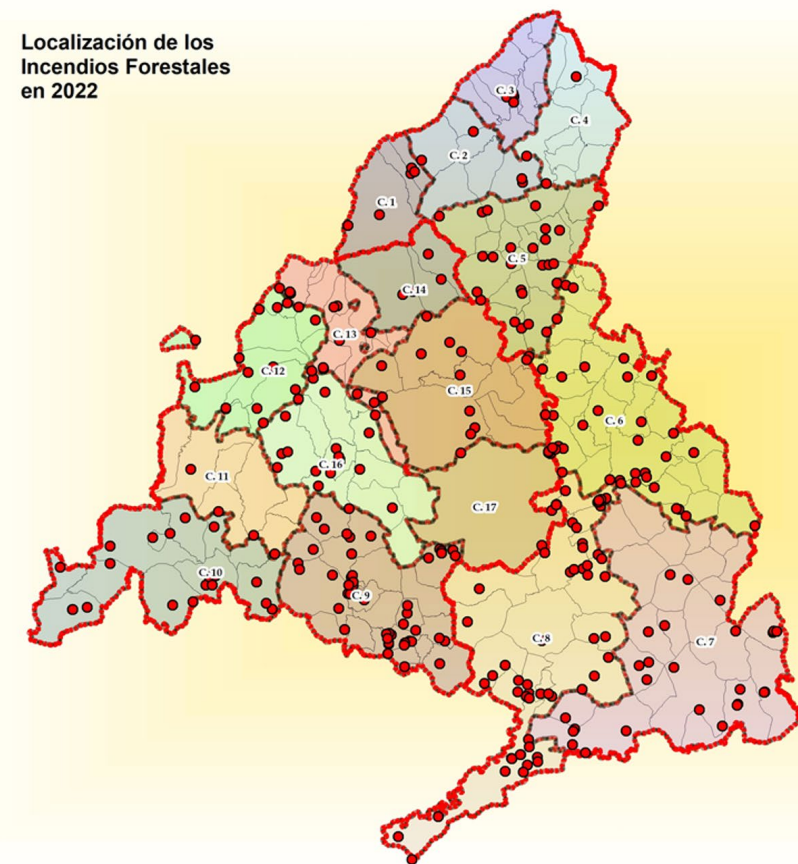 Localización de los
Incendios Forestales
en 2022
C. 3
C. 4
C. 2
C. 1
C. 5
C. 14
C. 13
C. 12
C. 15
C. 6
C. 16
C. 11
C. 17
C. 10
C. 9
C. 8
C. 7